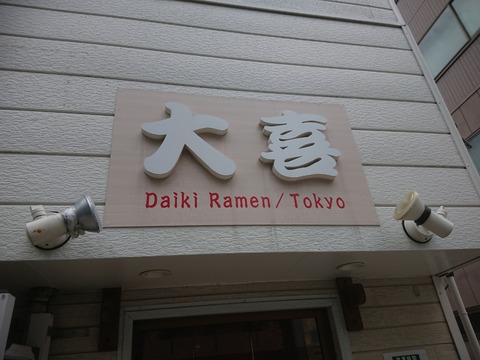 大喜
Daiki Ramen / Tokyo